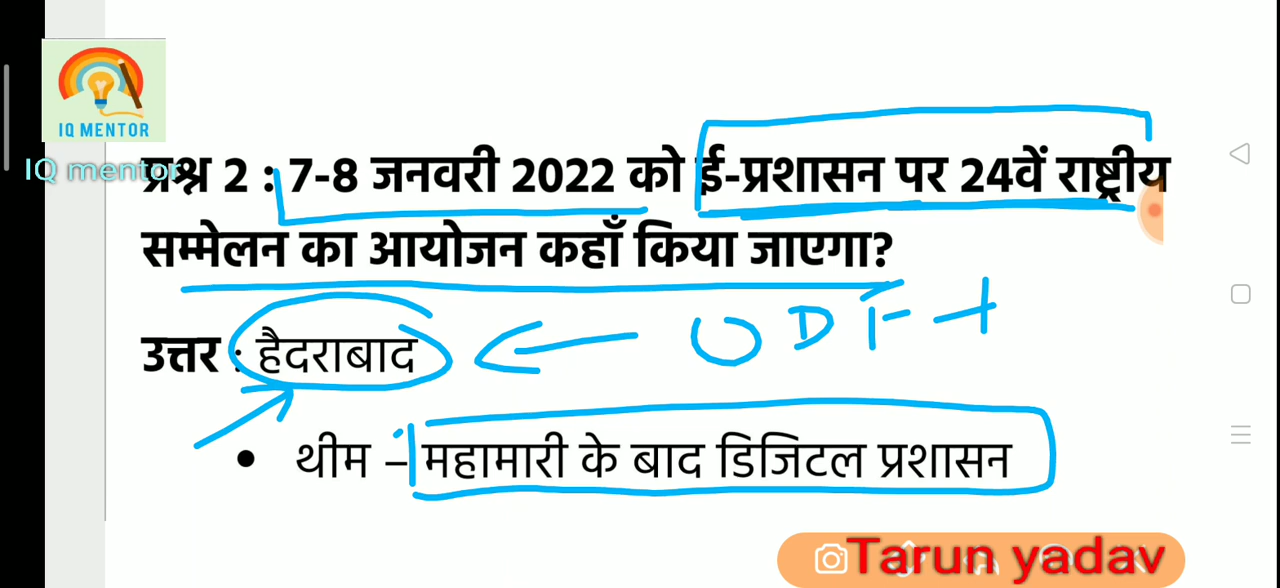 IQ MENTOR
IQ mentor
प्रश्न 2 : 7-8 जनवरी 2022 को ई-प्रशासन पर 24वें राष्ट्रीय
सम्मेलन का आयोजन कहाँ किया जाएगा?
ODF+
उत्तर : हैदराबाद
• थीम – महामारी के बाद डिजिटल प्रशासन
Tarun yadav